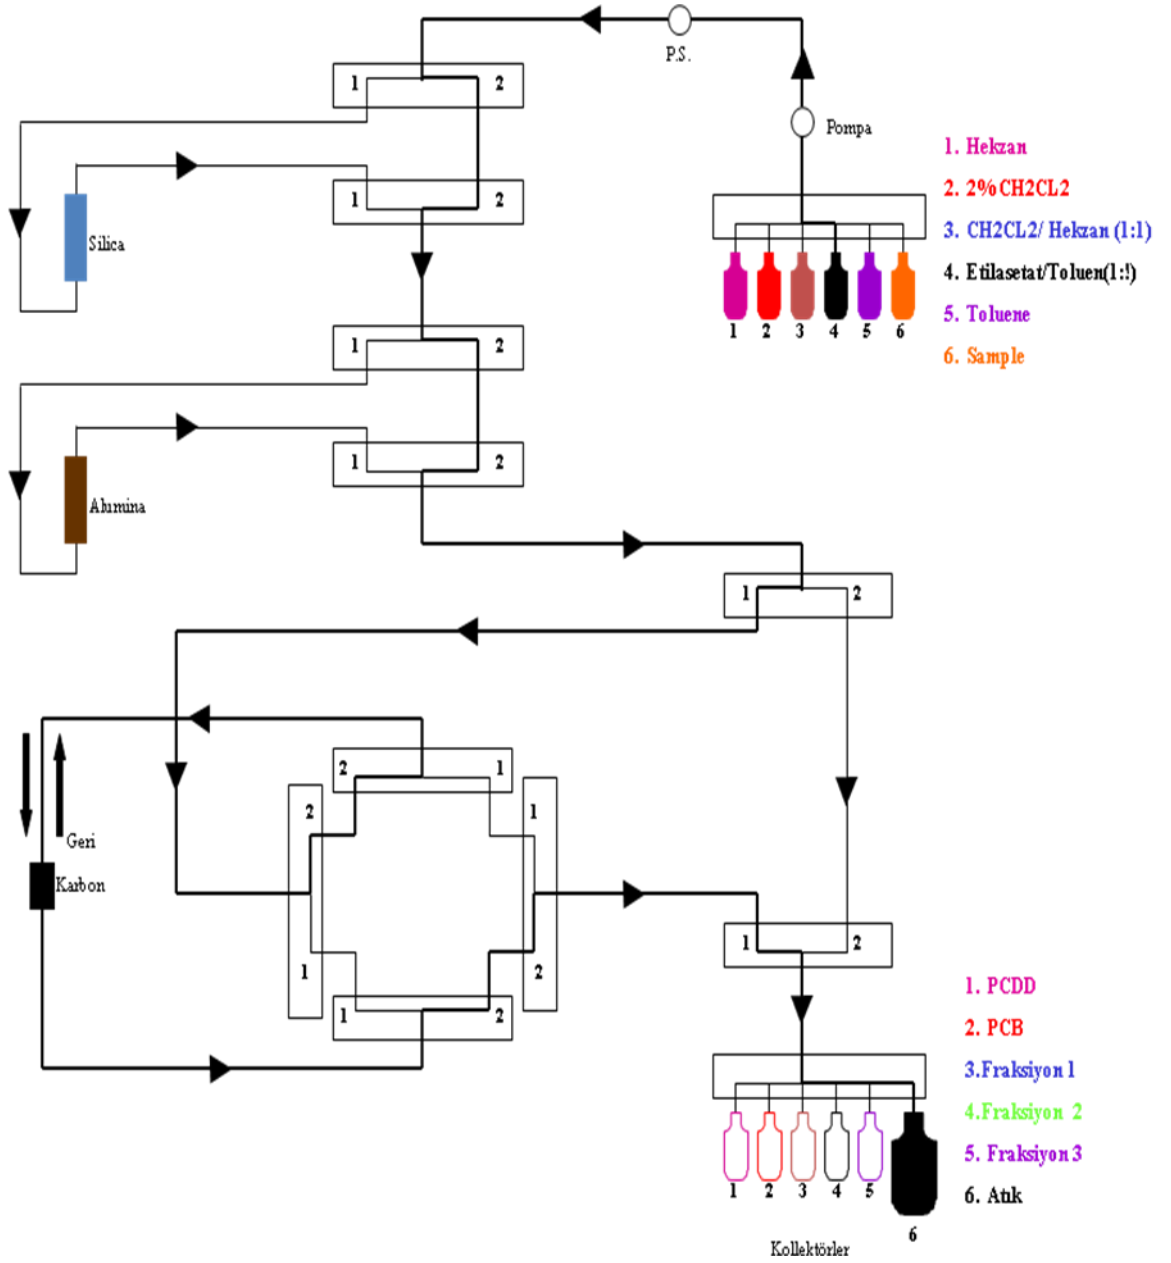 P.S.
1 2
Pompa
1. Hekzan
2. 2%CH2CL2
3. CH2CL2/ Hekzan (1:1)
4. Etilasetat/Toluen(1:!)
5. Toluene
6. Sample
1 2 3 4 5 6
1 2
Silica
1 2
1 2
Alumina
1 2
2 1
2
1
Geri
Karbon
1
2
1 2
1 2
1. PCDD
2. PCB
3.Fraksiyon 1
4.Fraksiyon 2
5. Fraksiyon 3
6. Atık
1 2 3 4 5
6
Kollektörler